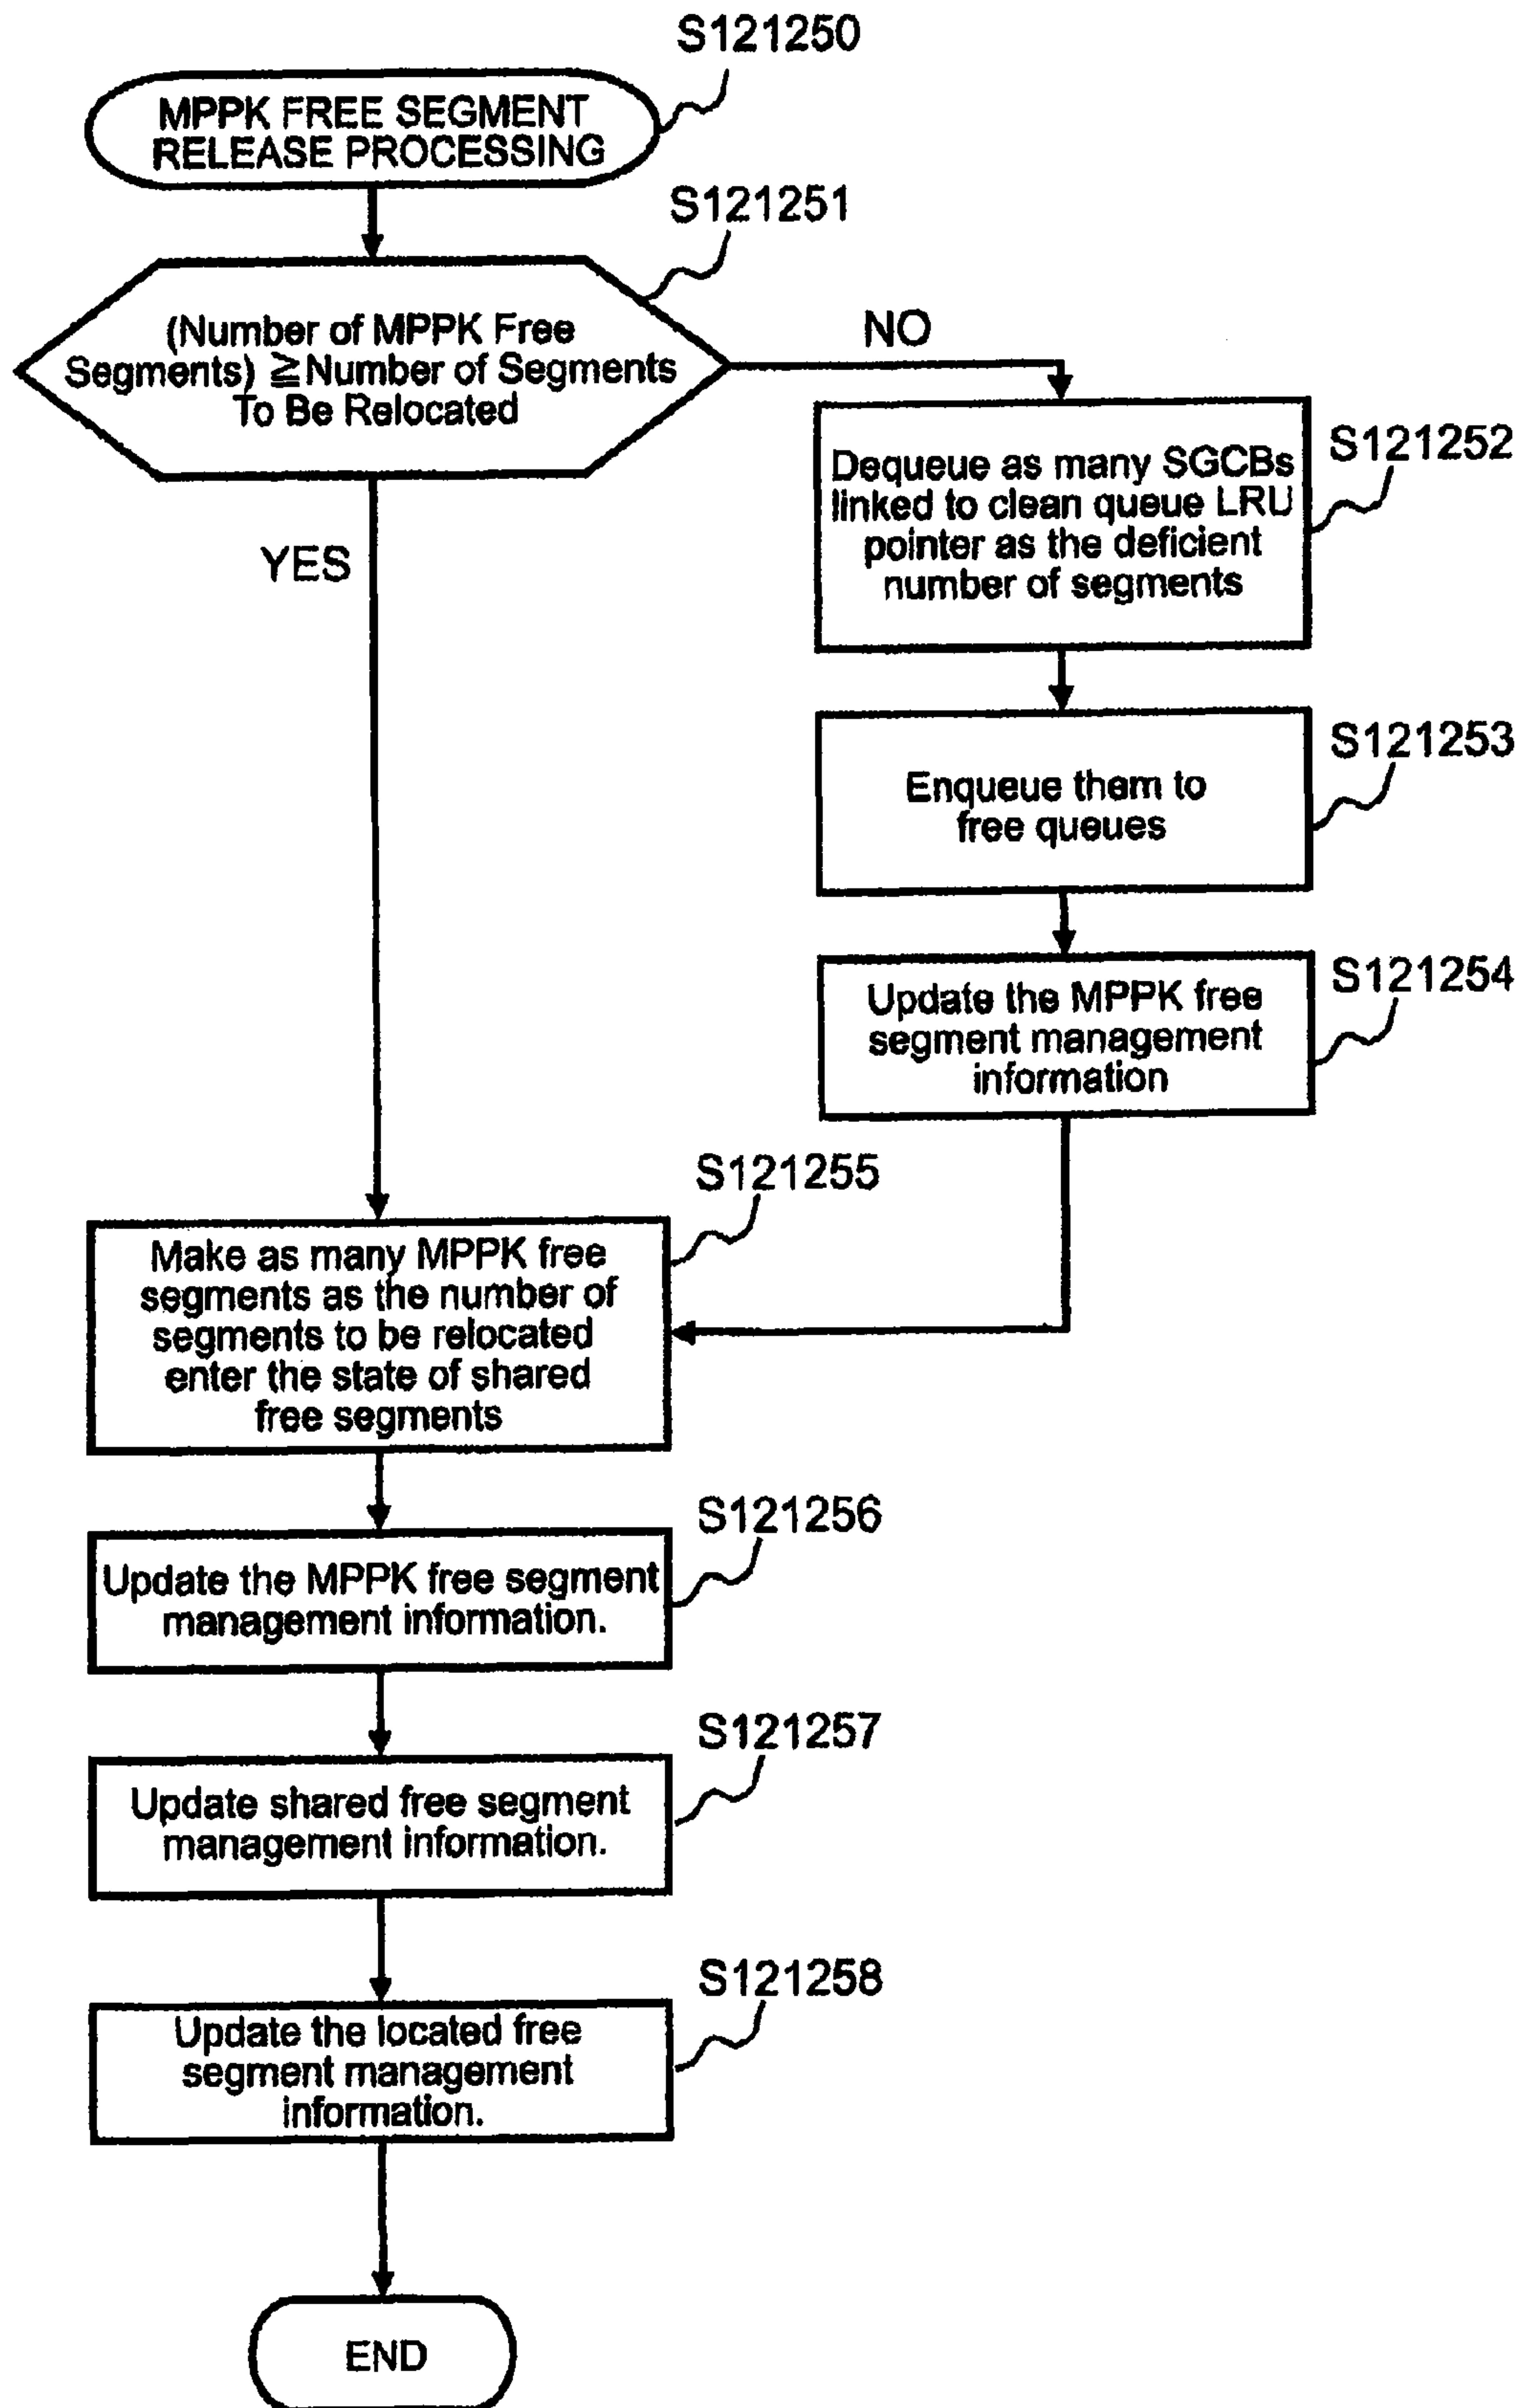 S121250
MPPK FREE SEGMENT
RELEASE PROCESSING
S121251
(Number of MPPK Free
Segments) ≧Number of Segments
To Be Relocated
NO
YES
S121252
Dequeue as many SGCBs
linked to clean queue LRU
pointer as the deficient
number of segments
S121253
Enqueue them to
free queues
S121254
Update the MPPK free
segment management
information
S121255
Make as many MPPK free
segments as the number of
segments to be relocated
enter the state of shared
free segments
S121256
Update the MPPK free segment
management information.
S121257
Update shared free segment
management information.
S121258
Update the located free
segment management
information.
END